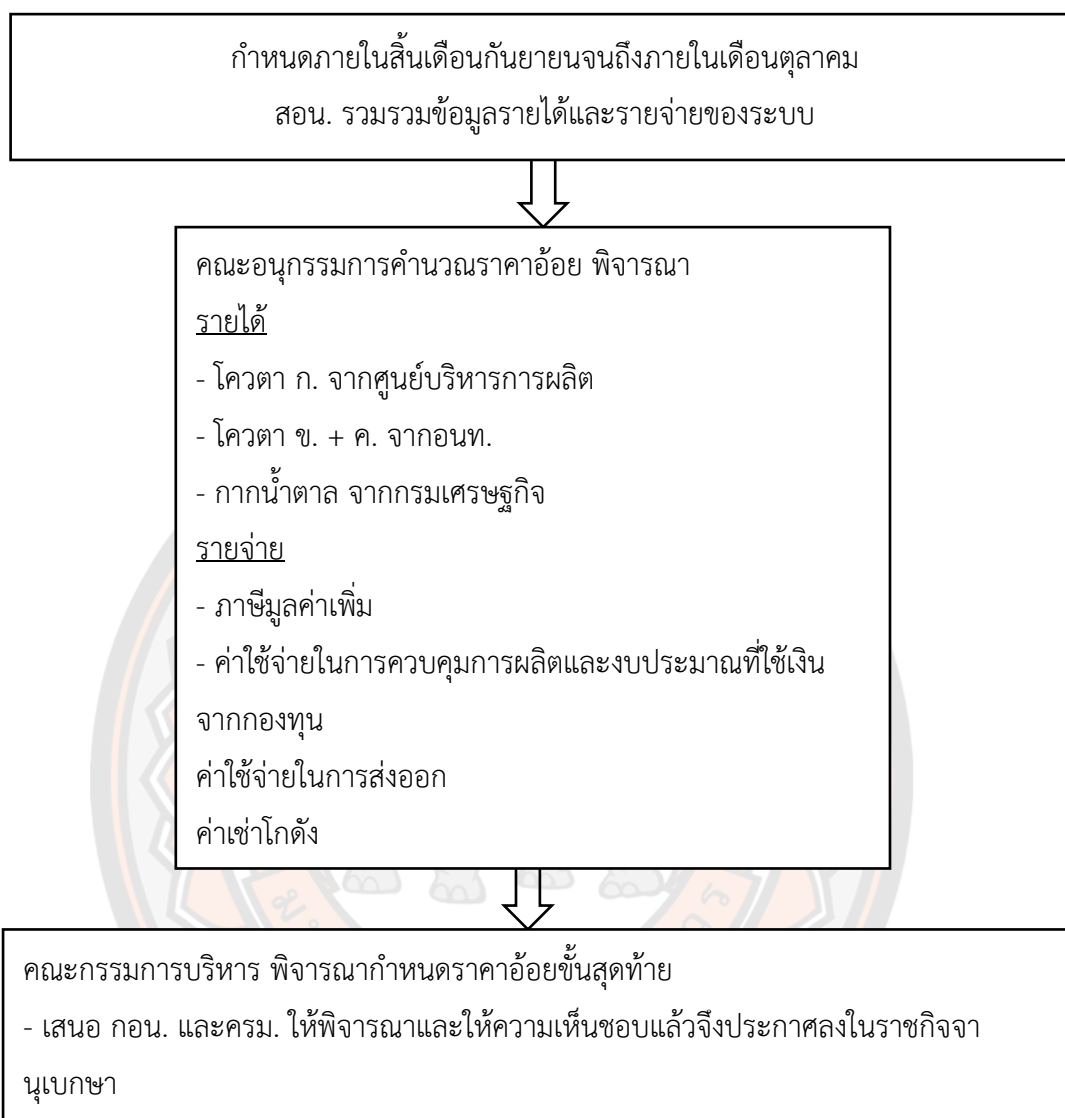 กำหนดภายในสิ้นเดือนกันยายนจนถึงภายในเดือนตุลาคม
สอน. รวมรวมข้อมูลรายได้และรายจ่ายของระบบ
คณะอนุกรรมการคำนวณราคาอ้อย พิจารณา
รายได้
- โควตา ก. จากศูนย์บริหารการผลิต
- โควตา ข. + ค. จากอนท.
- กากน้ำตาล จากกรมเศรษฐกิจ
รายจ่าย
- ภาษีมูลค่าเพิ่ม
- ค่าใช้จ่ายในการควบคุมการผลิตและงบประมาณที่ใช้เงิน
จากกองทุน
ค่าใช้จ่ายในการส่งออก
ค่าเช่าโกดัง
คณะกรรมการบริหาร พิจารณากำหนดราคาอ้อยขั้นสุดท้าย
- เสนอ กอน. และครม. ให้พิจารณาและให้ความเห็นชอบแล้วจึงประกาศลงในราชกิจจา
นุเบกษา